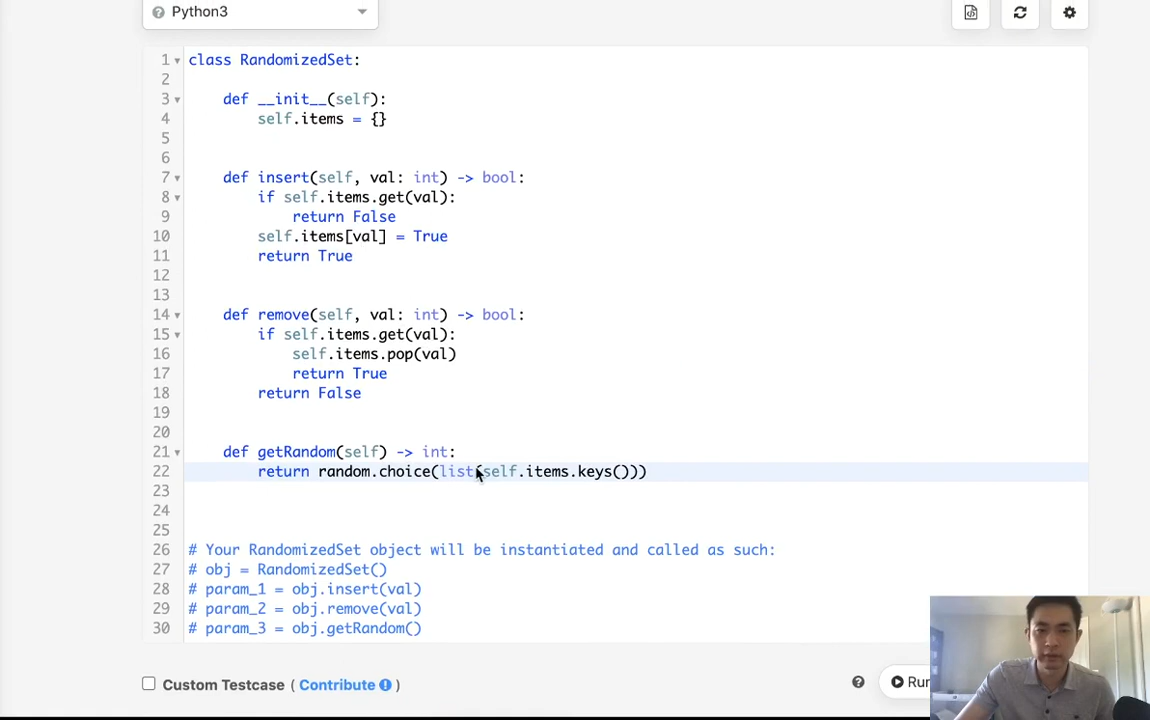 Python3
1 class RandomizedSet:
2
3 def __init__(self):
4 self.items = {}
5
6
7 def insert(self, val: int) -> bool:
8 if self.items.get(val):
9 return False
10 self.items[val] = True
11 return True
12
13
14 def remove(self, val: int) -> bool:
15 if self.items.get(val):
16 self.items.pop(val)
17 return True
18 return False
19
20
21 def getRandom(self) -> int:
22 return random.choice(list(self.items.keys()))
23
24
25
26 # Your RandomizedSet object will be instantiated and called as such:
27 # obj = RandomizedSet()
28 # param_1 = obj.insert(val)
29 # param_2 = obj.remove(val)
30 # param_3 = obj.getRandom()
Custom Testcase ( Contribute )